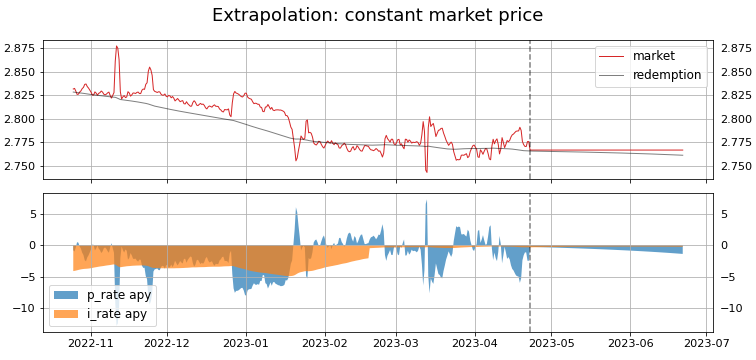 Extrapolation: constant market price
2.875 2.875
2.850 2.850
2.825 2.825
2.800 2.800
2.775 2.775
2.750 2.750
market
redemption
5 5
0 0
−5 −5
−10 −10
p_rate apy
i_rate apy
2022-11 2022-12 2023-01 2023-02 2023-03 2023-04 2023-05 2023-06 2023-07